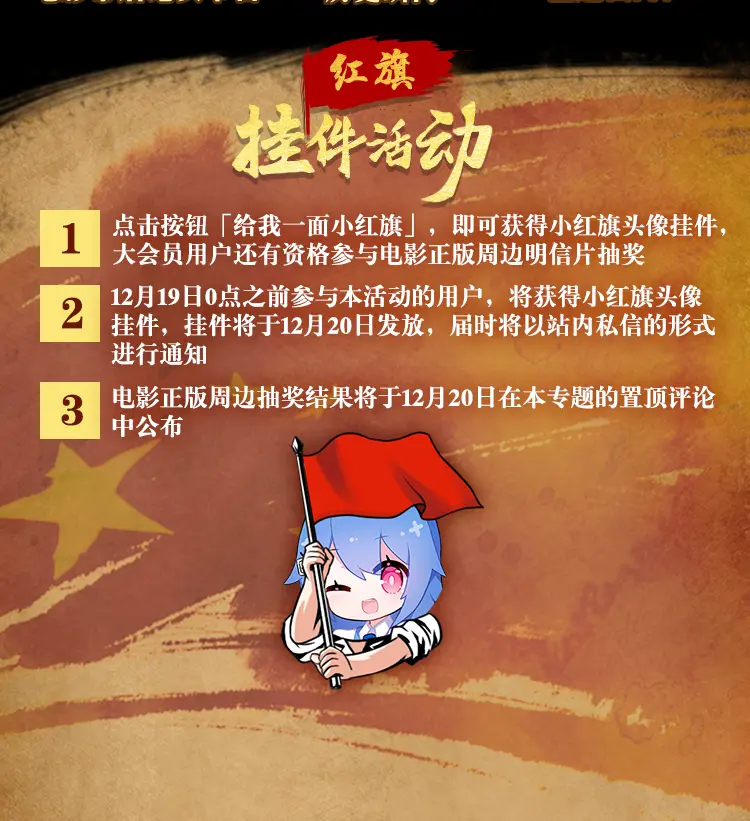 红旗
挂件活动
1
点击按钮「给我一面小红旗」，即可获得小红旗头像挂件，
大会员用户还有资格参与电影正版周边明信片抽奖
2
12月19日0点之前参与本活动的用户，将获得小红旗头像
挂件，挂件将于12月20日发放，届时将以站内私信的形式
进行通知
3
电影正版周边抽奖结果将于12月20日在本专题的置顶评论
中公布